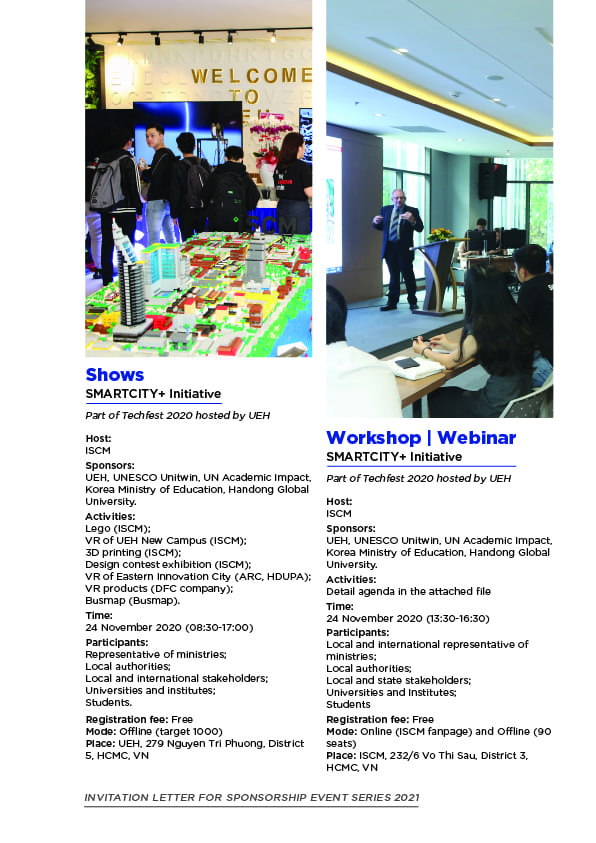 WELCOME
TO
Shows
SMARTCITY+ Initiative
Part of Techfest 2020 hosted by UEH
Host:
ISCM
Sponsors:
UEH, UNESCO Unitwin, UN Academic Impact,
Korea Ministry of Education, Handong Global
University.
Activities:
Lego (ISCM);
VR of UEH New Campus (ISCM);
3D printing (ISCM);
Design contest exhibition (ISCM);
VR of Eastern Innovation City (ARC, HDUPA);
VR products (DFC company);
Busmap (Busmap).
Time:
24 November 2020 (08:30-17:00)
Participants:
Representative of ministries;
Local authorities;
Local and international stakeholders;
Universities and institutes;
Students.
Registration fee: Free
Mode: Offline (target 1000)
Place: UEH, 279 Nguyen Tri Phuong, District
5, HCMC, VN
Workshop | Webinar
SMARTCITY+ Initiative
Part of Techfest 2020 hosted by UEH
Host:
ISCM
Sponsors:
UEH, UNESCO Unitwin, UN Academic Impact,
Korea Ministry of Education, Handong Global
University.
Activities:
Detail agenda in the attached file
Time:
24 November 2020 (13:30-16:30)
Participants:
Local and international representative of
ministries;
Local authorities;
Local and state stakeholders;
Universities and Institutes;
Students
Registration fee: Free
Mode: Online (ISCM fanpage) and Offline (90
seats)
Place: ISCM, 232/6 Vo Thi Sau, District 3,
HCMC, VN
INVITATION LETTER FOR SPONSORSHIP EVENT SERIES 2021